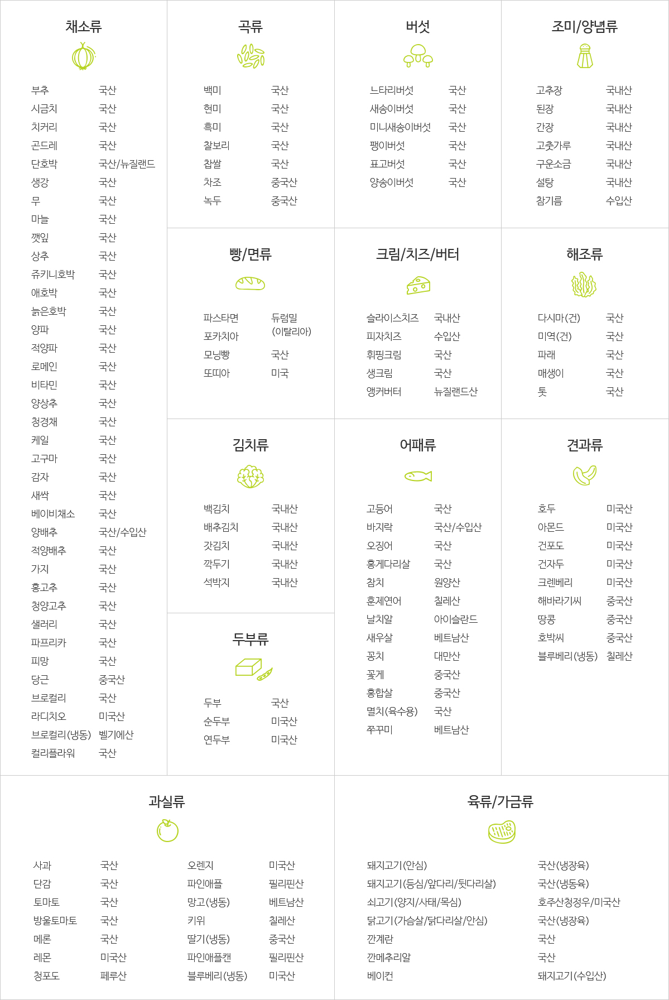 채소류
부추 국산
시금치 국산
치커리 국산
곤드레 국산
단호박 국산/뉴질랜드
생강 국산
무 국산
마늘 국산
깻잎 국산
상추 국산
쥬키니호박 국산
애호박 국산
늙은호박 국산
양파 국산
적양파 국산
로메인 국산
비타민 국산
양상추 국산
청경채 국산
케일 국산
고구마 국산
감자 국산
새싹 국산
베이비채소 국산
양배추 국산/수입산
적양배추 국산
가지 국산
홍고추 국산
청양고추 국산
샐러리 국산
파프리카 국산
피망 국산
당근 중국산
브로컬리 국산
라디치오 미국산
브로컬리(냉동) 벨기에산
컬리플라워 국산
곡류
백미 국산
현미 국산
흑미 국산
찰보리 국산
찹쌀 국산
차조 중국산
녹두 중국산
버섯
느타리버섯 국산
새송이버섯 국산
미니새송이버섯 국산
팽이버섯 국산
표고버섯 국산
양송이버섯 국산
조미/양념류
고추장 국내산
된장 국내산
간장 국내산
고춧가루 국내산
구운소금 국내산
설탕 국내산
참기름 수입산
빵/면류
파스타면 듀럼밀
포카치아 (이탈리아)
모닝빵 국산
또띠아 미국
크림/치즈/버터
슬라이스치즈 국내산
피자치즈 수입산
휘핑크림 국산
생크림 국산
앵커버터 뉴질랜드산
해조류
다시마(건) 국산
미역(건) 국산
파래 국산
매생이 국산
톳 국산
김치류
백김치 국내산
배추김치 국내산
갓김치 국내산
깍두기 국내산
석박지 국내산
어패류
고등어 국산
바지락 국산/수입산
오징어 국산
홍게다리살 국산
참치 원양산
훈제연어 칠레산
날치알 아이슬란드
새우살 베트남산
꽁치 대만산
꽃게 중국산
홍합살 중국산
멸치(육수용) 국산
쭈꾸미 베트남산
견과류
호두 미국산
아몬드 미국산
건포도 미국산
건자두 미국산
크렌베리 미국산
해바라기씨 중국산
땅콩 중국산
호박씨 중국산
블루베리(냉동) 칠레산
두부류
두부 국산
순두부 미국산
연두부 미국산
과실류
사과 국산 오렌지 미국산
단감 국산 파인애플 필리핀산
토마토 국산 망고(냉동) 베트남산
방울토마토 국산 키위 칠레산
메론 국산 딸기(냉동) 중국산
레몬 미국산 파인애플캔 필리핀산
청포도 페루산 블루베리(냉동) 미국산
육류/가금류
돼지고기(안심) 국산(냉장육)
돼지고기(등심/앞다리/뒷다리살) 국산(냉동육)
쇠고기(양지/사태/목심) 호주산청정우/미국산
닭고기(가슴살/닭다리살/안심) 국산(냉장육)
깐계란 국산
깐메추리알 국산
베이컨 돼지고기(수입산)